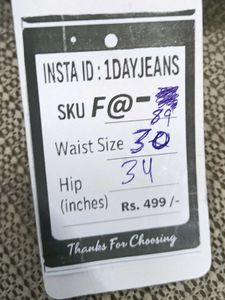 INSTA ID : 1DAYJEANS
SKU F@-
89
Waist Size 30
Hip 34
(inches) Rs. 499 /-
Thanks For Choosing